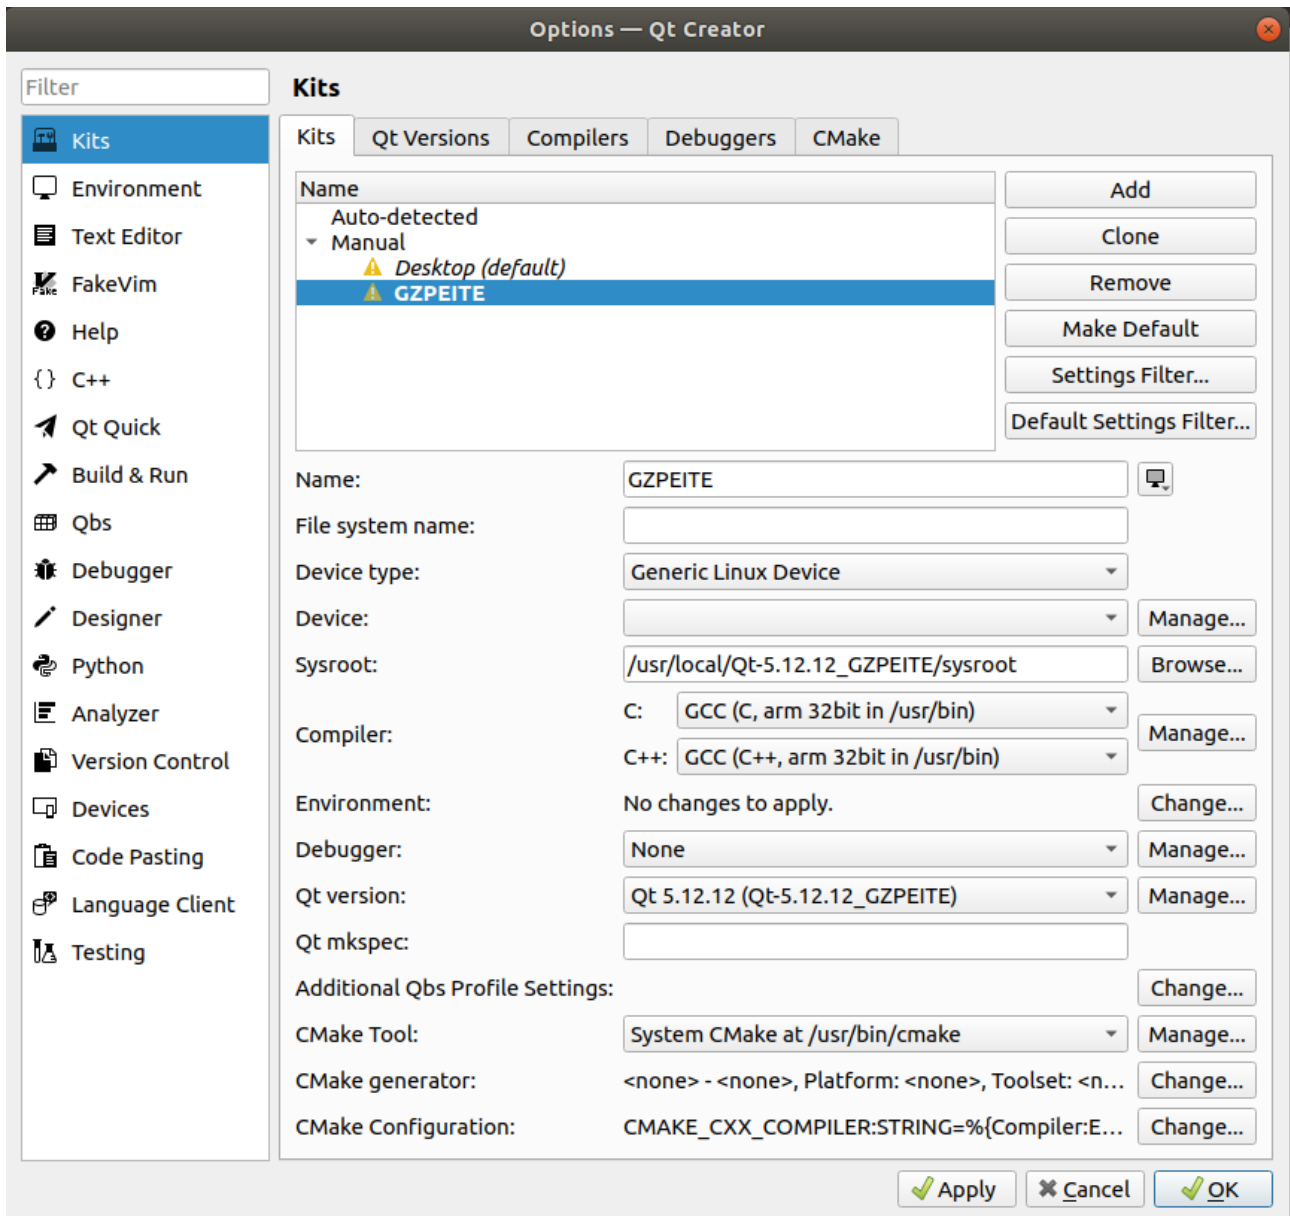 Options — Qt Creator
Filter
Kits
Environment
Text Editor
FakeVim
Help
C++
Qt Quick
Build & Run
Qbs
Debugger
Designer
Python
Analyzer
Version Control
Devices
Code Pasting
Language Client
Testing
Kits
Kits Qt Versions Compilers Debuggers CMake
Name
Auto-detected
Manual
Desktop (default)
GZPEITE
Add
Clone
Remove
Make Default
Settings Filter...
Default Settings Filter...
Name: GZPEITE
File system name:
Device type: Generic Linux Device
Device: Manage...
Sysroot: /usr/local/Qt-5.12.12_GZPEITE/sysroot Browse...
Compiler: C: GCC (C, arm 32bit in /usr/bin) Manage...
C++: GCC (C++, arm 32bit in /usr/bin)
Environment: No changes to apply. Change...
Debugger: None Manage...
Qt version: Qt 5.12.12 (Qt-5.12.12_GZPEITE) Manage...
Qt mkspec:
Additional Qbs Profile Settings: Change...
CMake Tool: System CMake at /usr/bin/cmake Manage...
CMake generator: <none> - <none>, Platform: <none>, Toolset: <n... Change...
CMake Configuration: CMAKE_CXX_COMPILER:STRING=%{Compiler:E... Change...
Apply Cancel OK